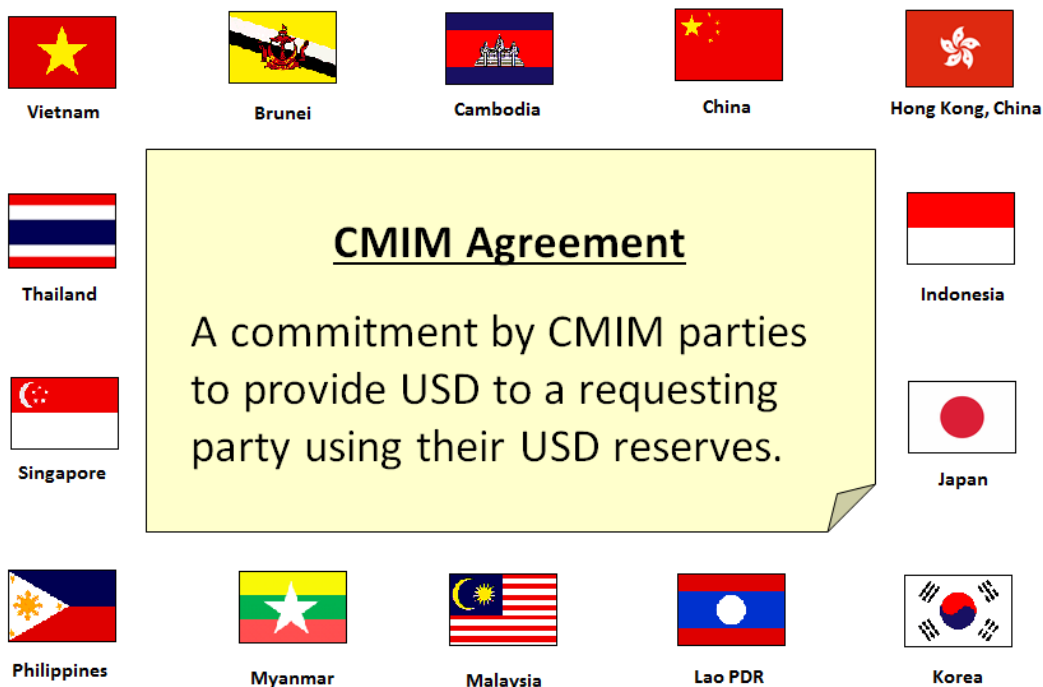 Vietnam
Brunei
Cambodia
China
Hong Kong, China
CMIM Agreement
A commitment by CMIM parties
to provide USD to a requesting
party using their USD reserves.
Thailand
Indonesia
Singapore
Japan
Philippines
Myanmar
Malaysia
Lao PDR
Korea